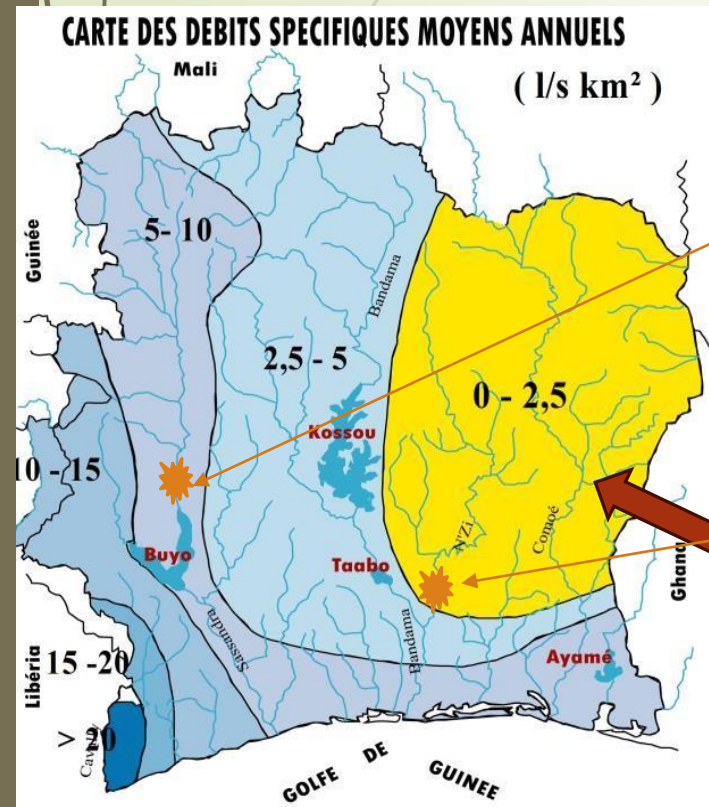 CARTE DES DEBITS SPECIFIQUES MOYENS ANNUELS
Mali
( l/s km² )
Guinée
5- 10
Bandama
2,5 - 5
0 - 2,5
Kossou
10 - 15
N'Zi
Comoé
Buyo
Taabo
Ghana
Sassandra
Bandama
Ayamé
Libéria
15 -20
> 20
GOLFE DE GUINEE